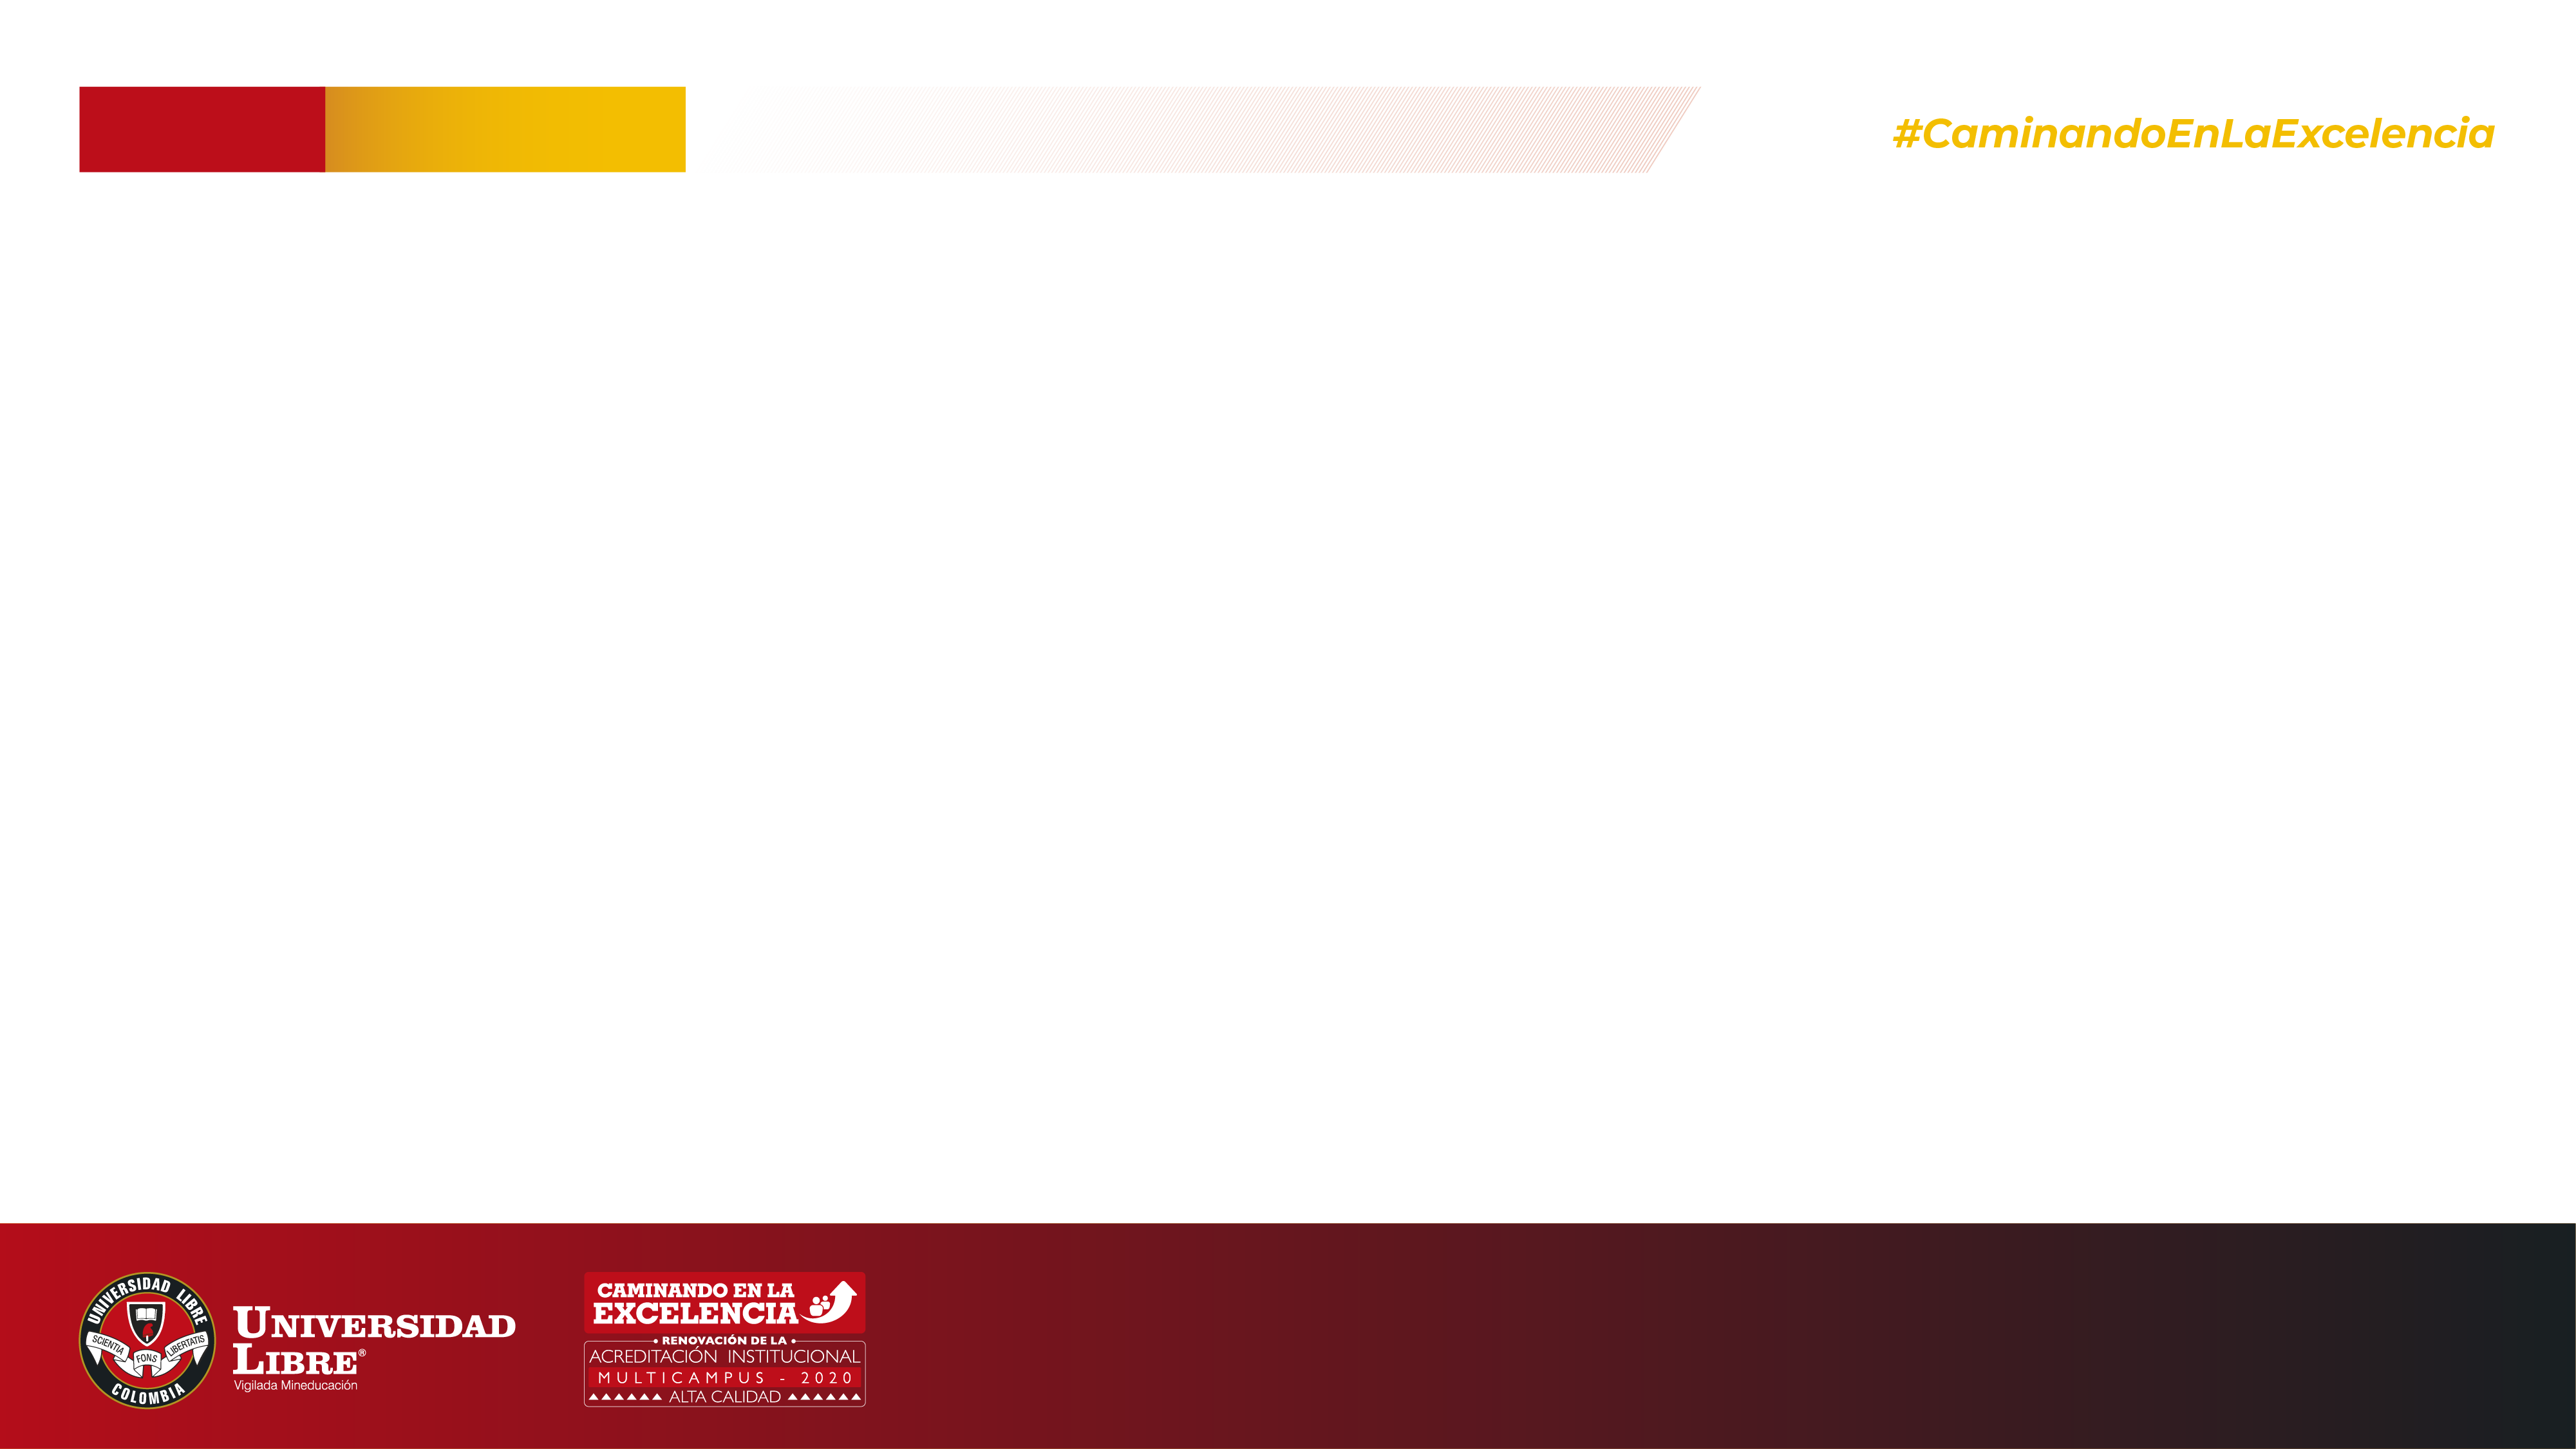 #CaminandoEnLaExcelencia
UNIVERSIDAD LIBRE
SCIENTIA FONS LIBERTATIS
COLOMBIA
UNIVERSIDAD
LIBRE®
Vigilada Mineducación
CAMINANDO EN LA
EXCELENCIA
• RENOVACIÓN DE LA •
ACREDITACIÓN INSTITUCIONAL
MULTICAMPUS - 2020
ALTA CALIDAD